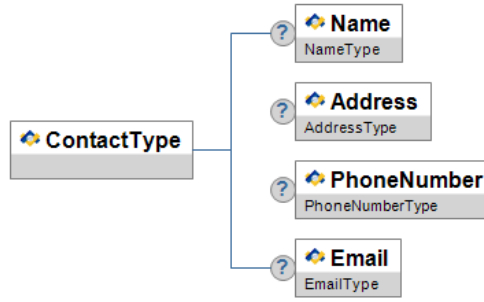 ContactType
?
Name
NameType
?
Address
AddressType
?
PhoneNumber
PhoneNumberType
?
Email
EmailType